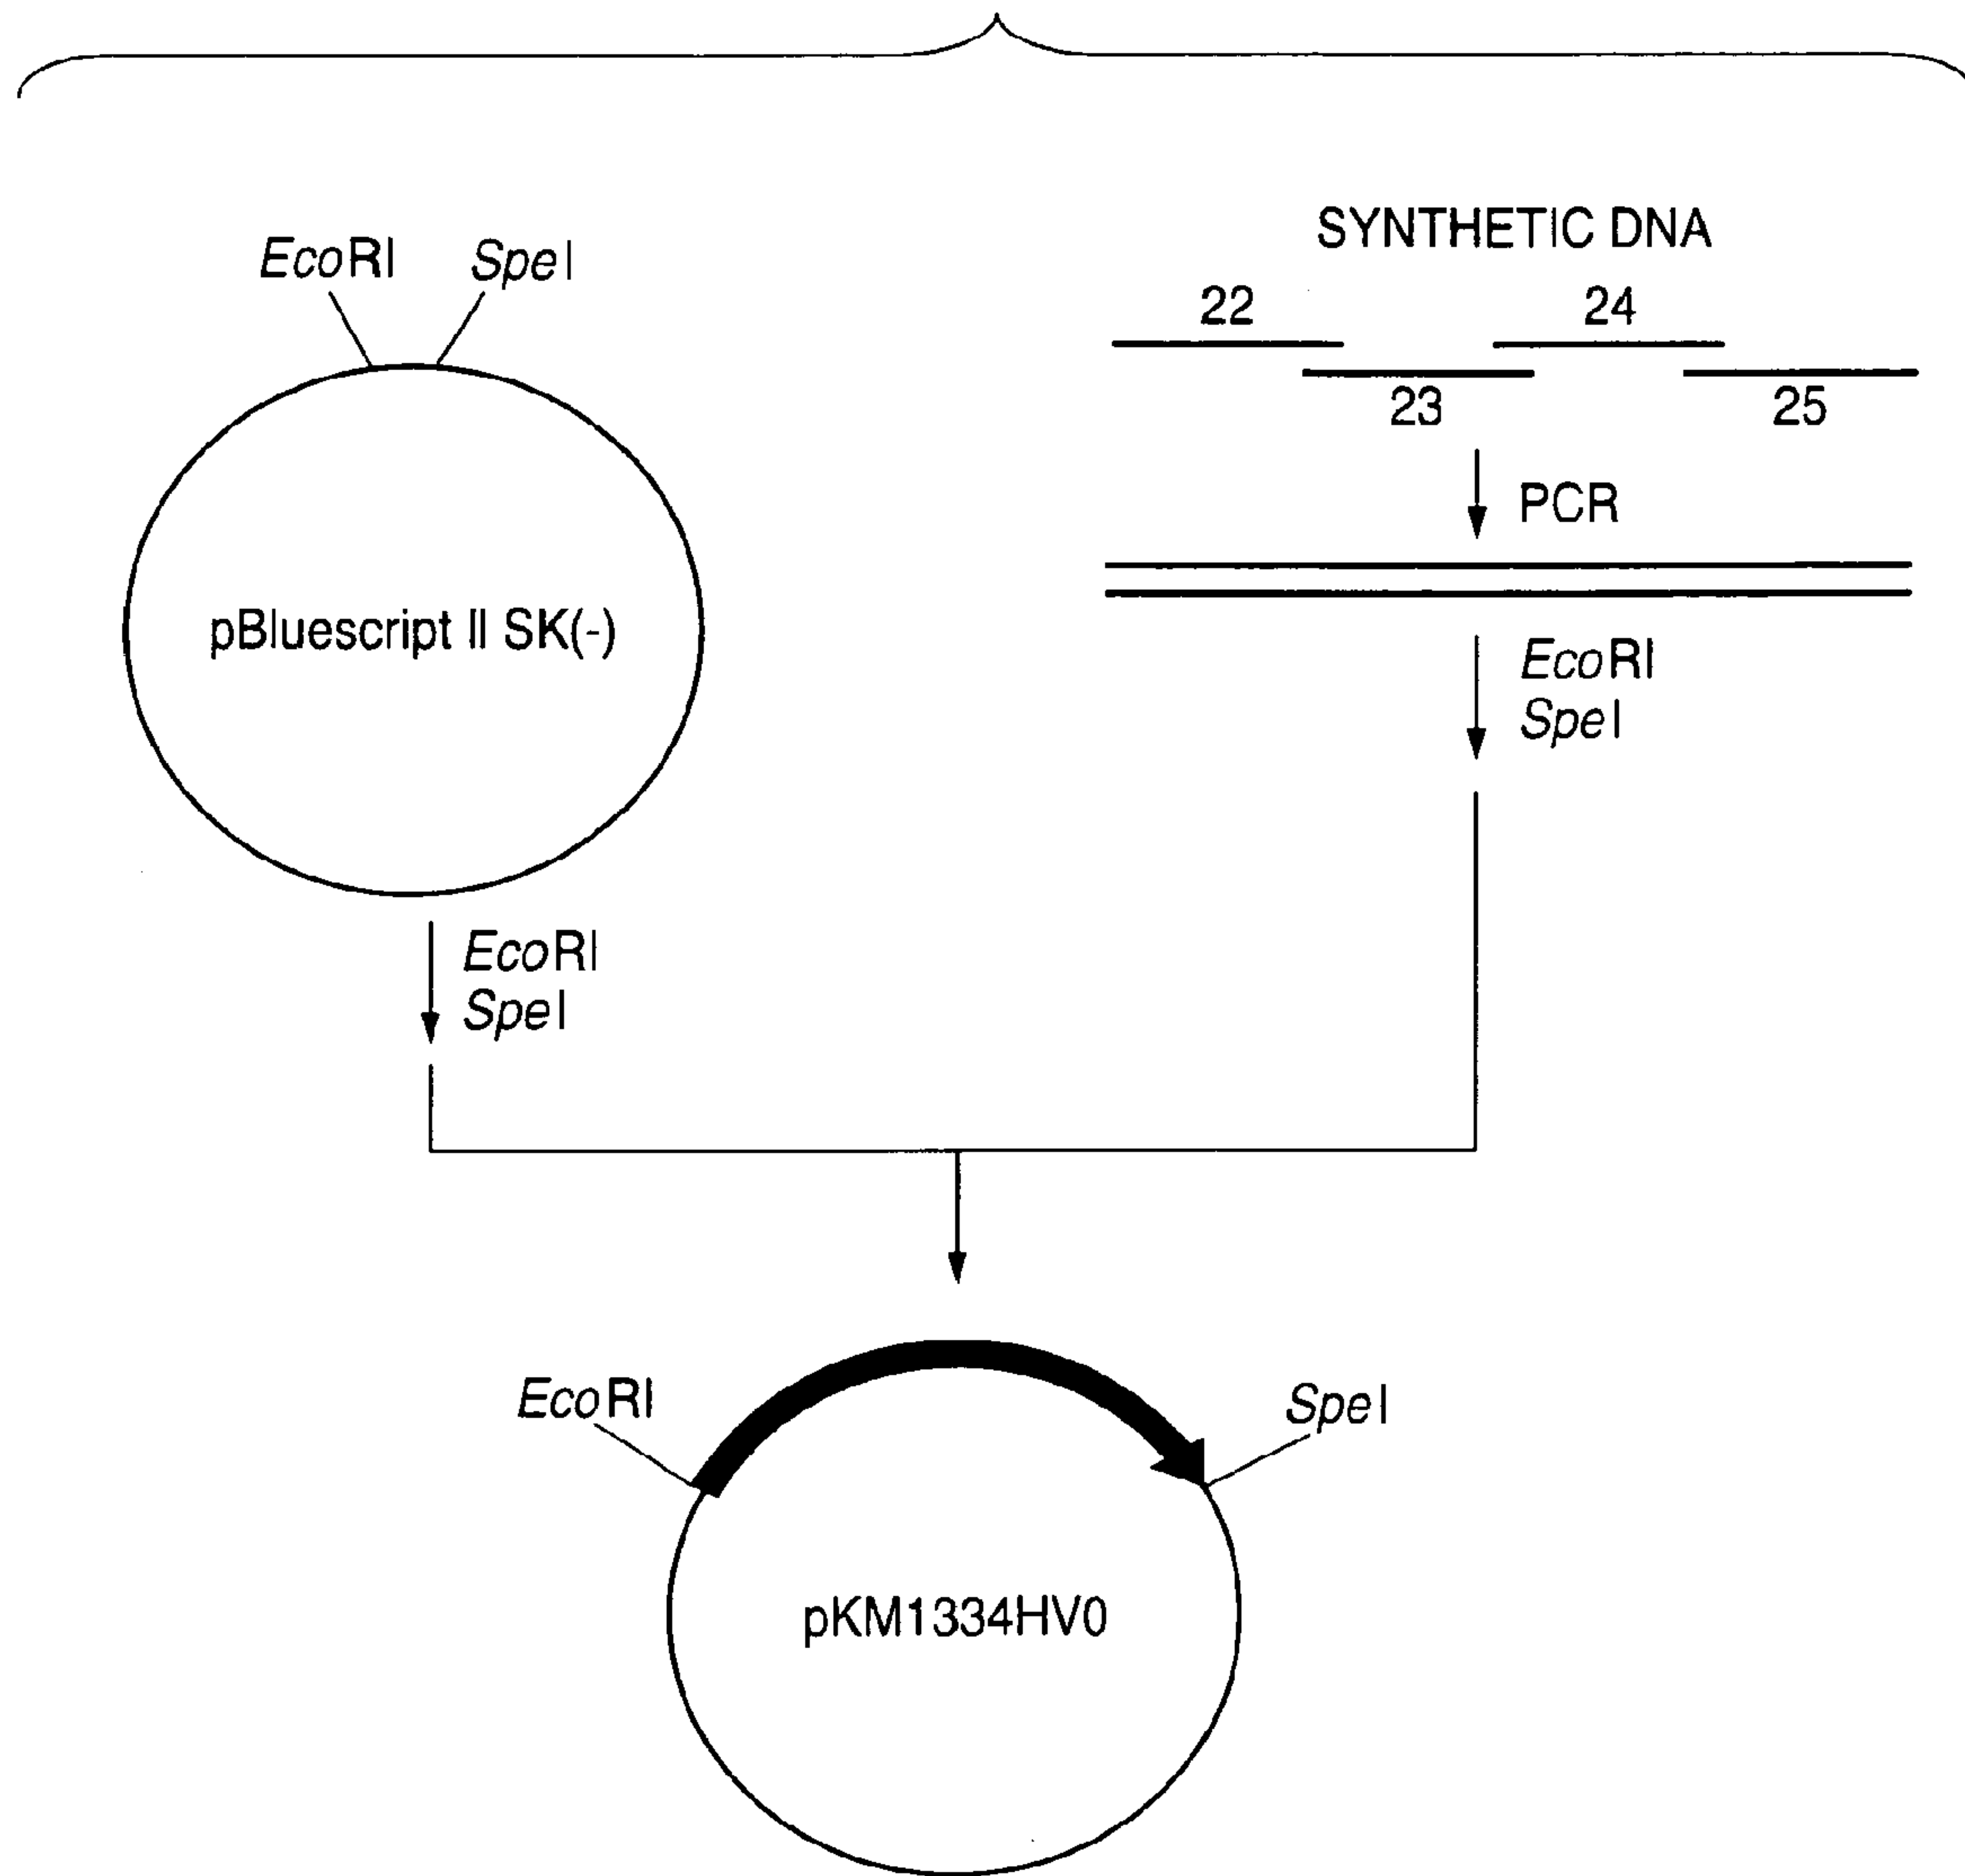 SYNTHETIC DNA
EcoRI SpeI
22 24
23 25
PCR
pBluescript II SK(-)
EcoRI
SpeI
EcoRI
SpeI
EcoRI SpeI
pKM1334HV0